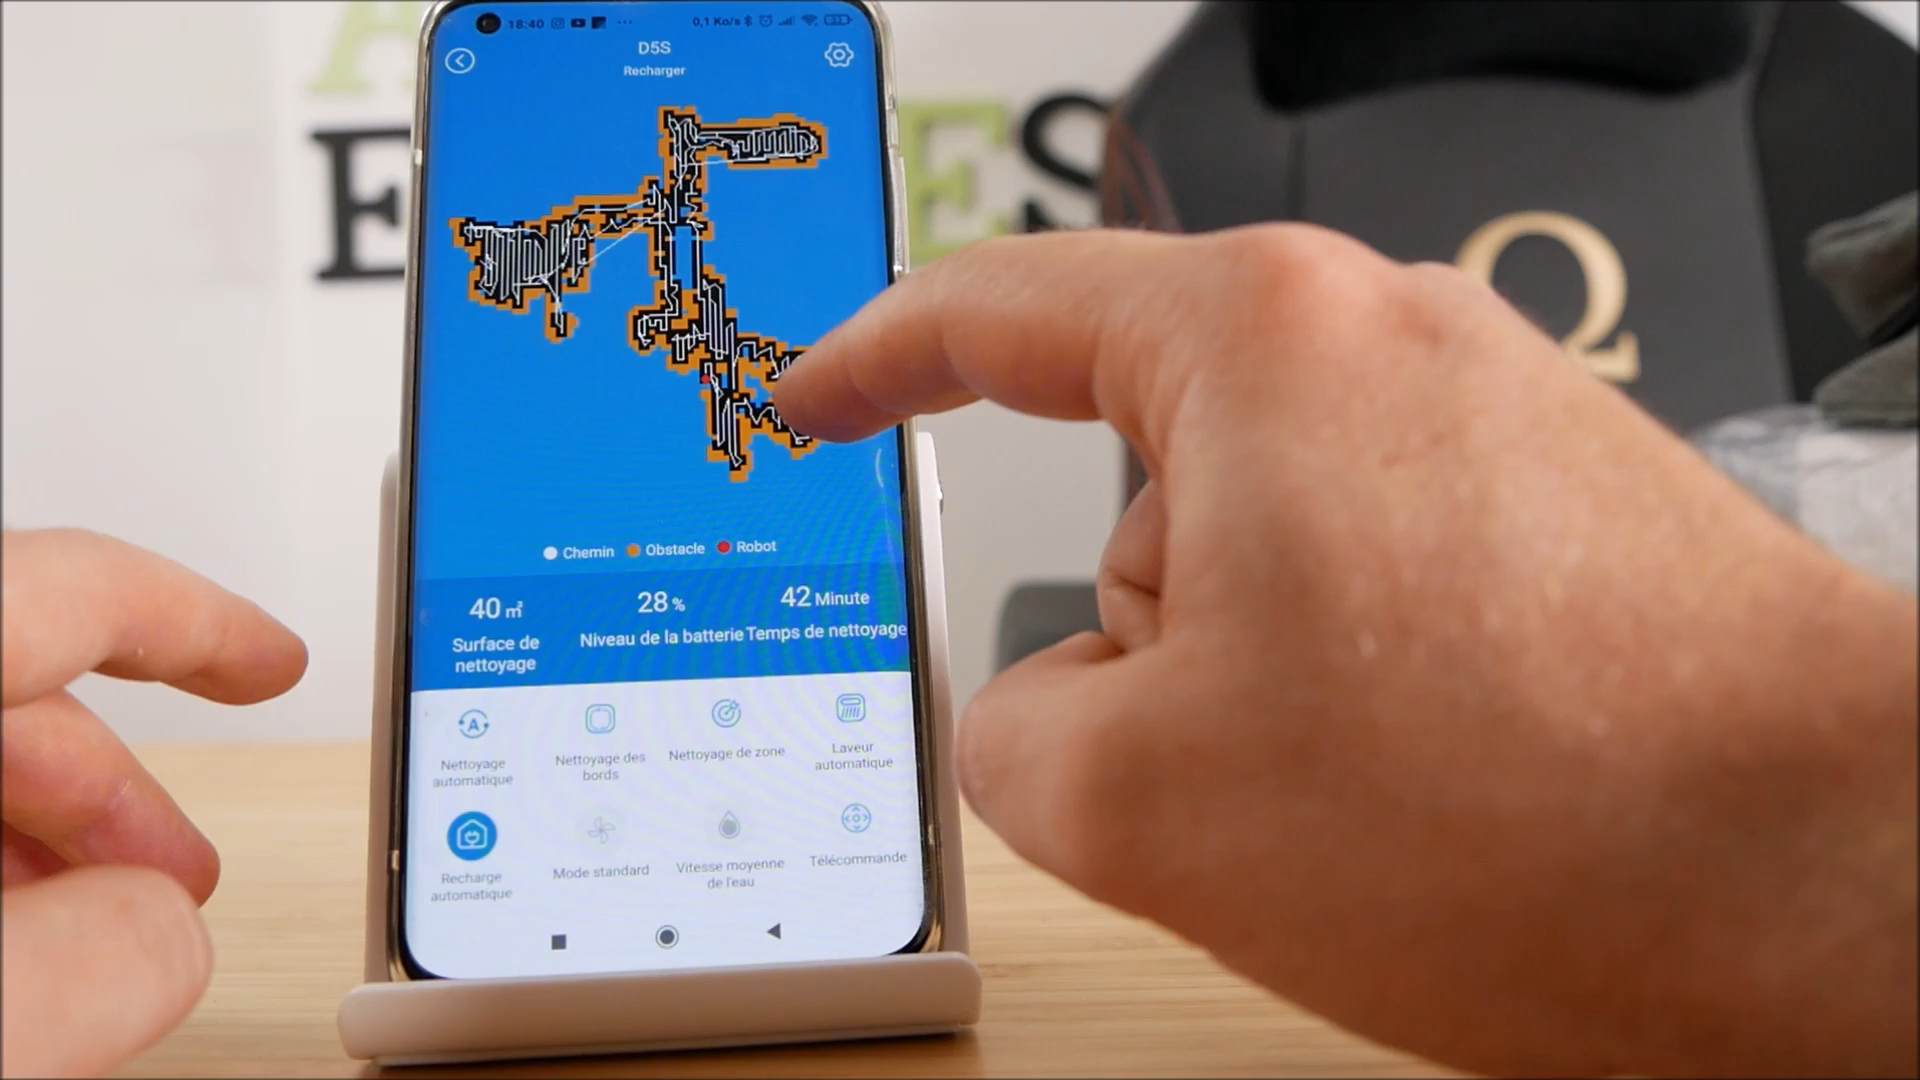 18:40
0,1 Ko/s
D5S
Recharger
Chemin
Obstacle
Robot
40 m²
28 %
42 Minute
Surface de
nettoyage
Niveau de la batterie
Temps de nettoyage
Nettoyage
automatique
Nettoyage des
bords
Nettoyage de zone
Laveur
automatique
Recharge
automatique
Mode standard
Vitesse moyenne
de l'eau
Télécommande